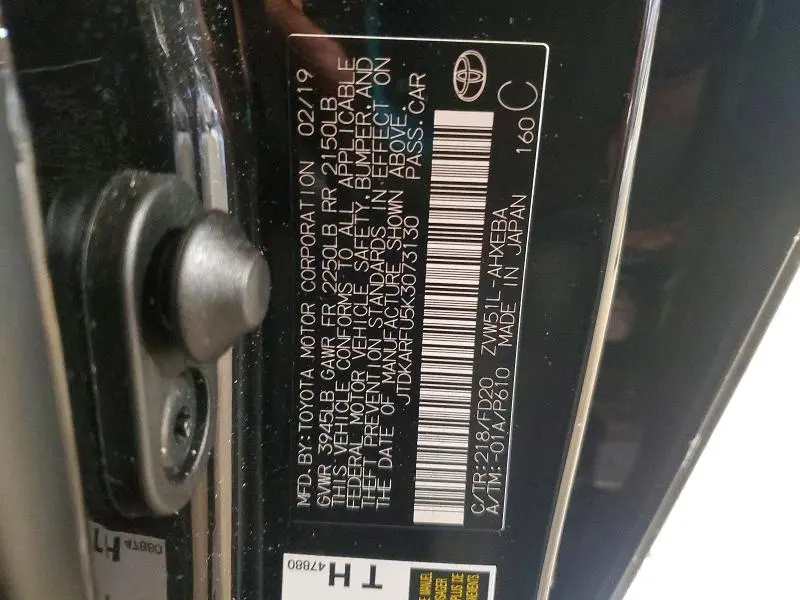 MFD.BY:TOYOTA MOTOR CORPORATION 02/19
GVWR 3945LB GAWR FR 2250LB RR 2150LB
THIS VEHICLE CONFORMS TO ALL APPLICABLE
FEDERAL MOTOR VEHICLE SAFETY, BUMPER, AND
THEFT PREVENTION STANDARDS IN EFFECT ON
THE DATE OF MANUFACTURE SHOWN ABOVE.
JTDKARFU5K3073130 PASS.CAR
C/TR:218/FD20 ZVW51L-AHXEBA
A/TM:-01A/P610 MADE IN JAPAN 160 C
TH
47880
H1